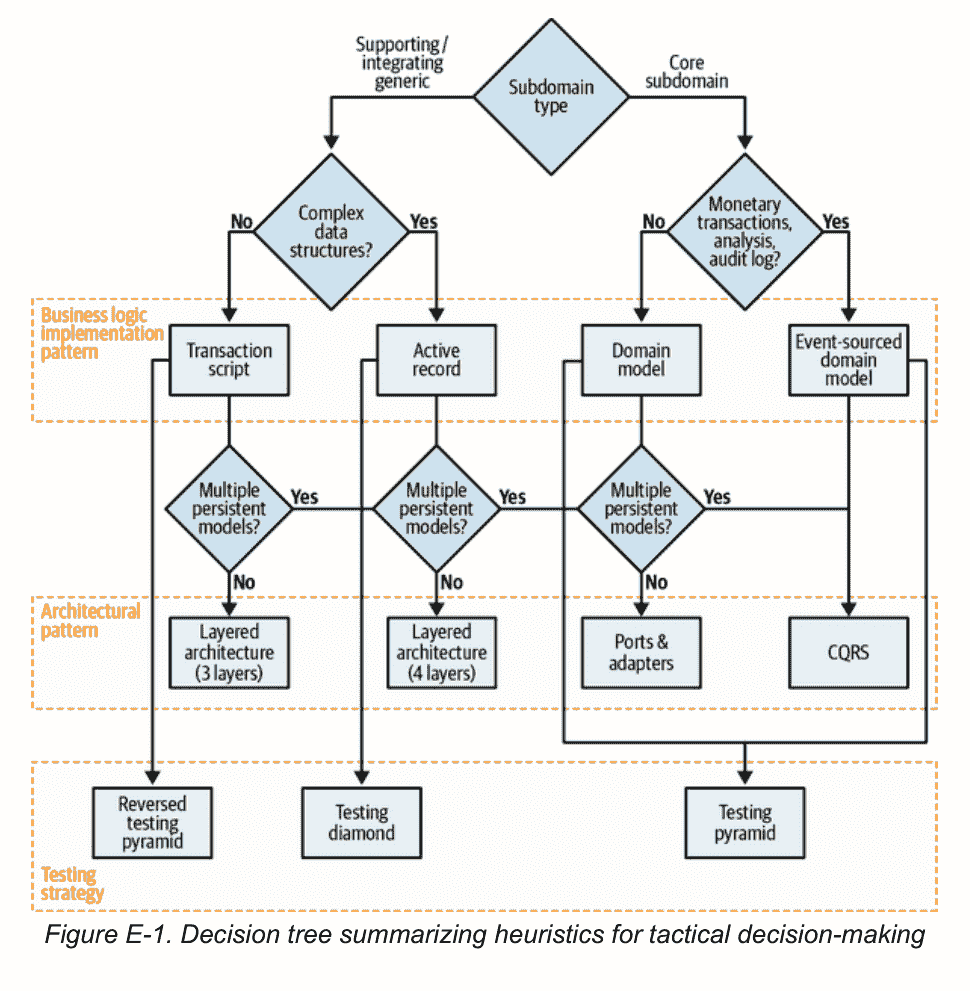 Supporting/
integrating
generic
Subdomain
type
Core
subdomain
No
Complex
data
structures?
Yes
No
Monetary
transactions,
analysis,
audit log?
Yes
Business logic
implementation
pattern
Transaction
script
Active
record
Domain
model
Event-sourced
domain
model
Multiple
persistent
models?
Yes
Multiple
persistent
models?
Yes
Multiple
persistent
models?
Yes
No
No
No
Architectural
pattern
Layered
architecture
(3 layers)
Layered
architecture
(4 layers)
Ports &
adapters
CQRS
Reversed
testing
pyramid
Testing
diamond
Testing
pyramid
Testing
strategy
Figure E-1. Decision tree summarizing heuristics for tactical decision-making